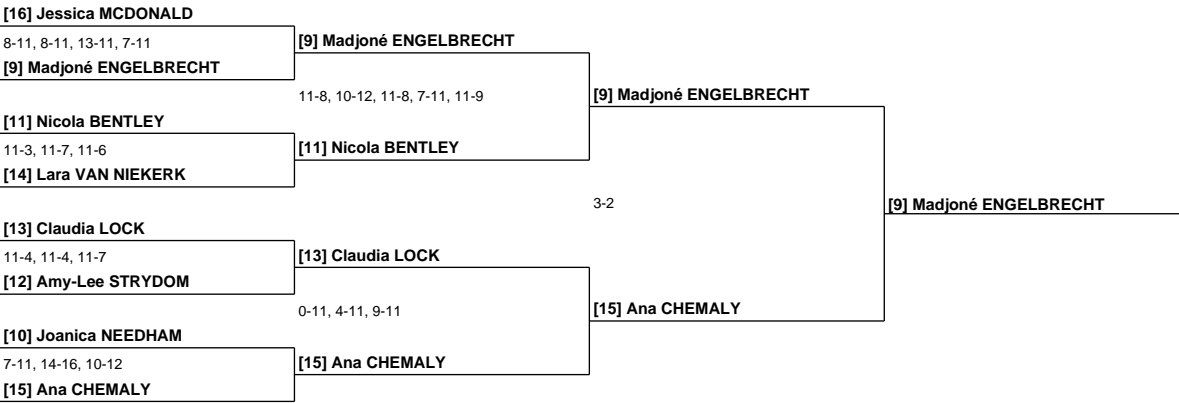 [16] Jessica MCDONALD
8-11, 8-11, 13-11, 7-11
[9] Madjoné ENGELBRECHT
[9] Madjoné ENGELBRECHT
11-8, 10-12, 11-8, 7-11, 11-9
[9] Madjoné ENGELBRECHT
[11] Nicola BENTLEY
11-3, 11-7, 11-6
[11] Nicola BENTLEY
[14] Lara VAN NIEKERK
3-2
[9] Madjoné ENGELBRECHT
[13] Claudia LOCK
11-4, 11-4, 11-7
[13] Claudia LOCK
[12] Amy-Lee STRYDOM
0-11, 4-11, 9-11
[15] Ana CHEMALY
[10] Joanica NEEDHAM
7-11, 14-16, 10-12
[15] Ana CHEMALY
[15] Ana CHEMALY